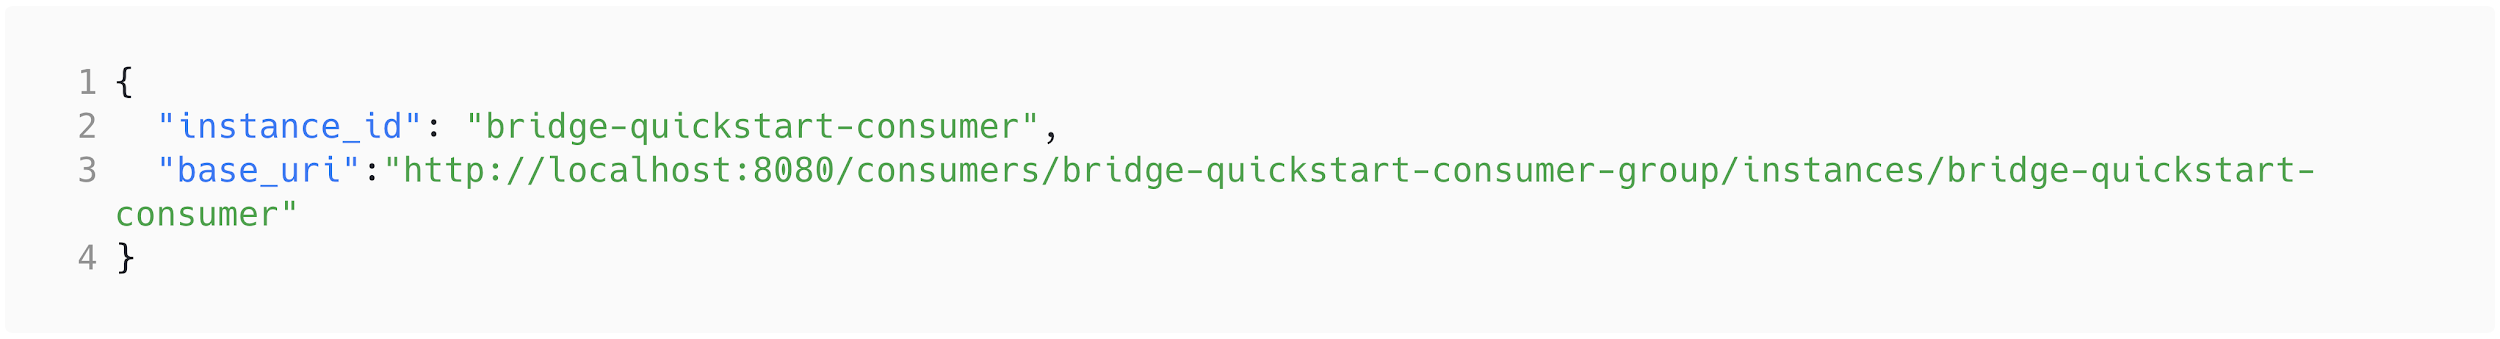 1 {
2   "instance_id": "bridge-quickstart-consumer",
3   "base_uri":"http://localhost:8080/consumers/bridge-quickstart-consumer-group/instances/bridge-quickstart-
consumer"
4 }